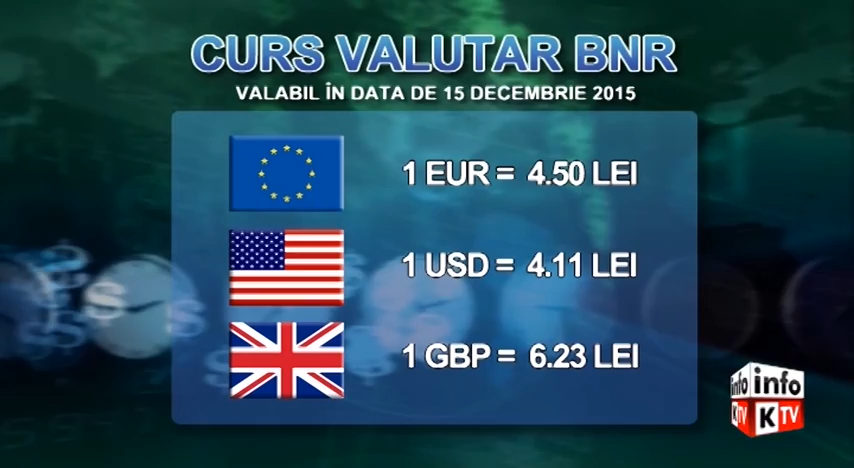 CURS VALUTAR BNR
VALABIL ÎN DATA DE 15 DECEMBRIE 2015
1 EUR = 4.50 LEI
1 USD = 4.11 LEI
1 GBP = 6.23 LEI
info info
K TV K TV